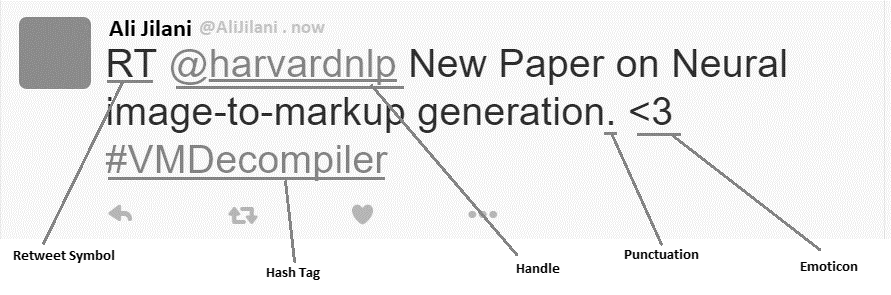 Ali Jilani @AliJilani . now
RT @harvardnlp New Paper on Neural
image-to-markup generation. <3
#VMDecompiler
Retweet Symbol
Hash Tag
Handle
Punctuation
Emoticon